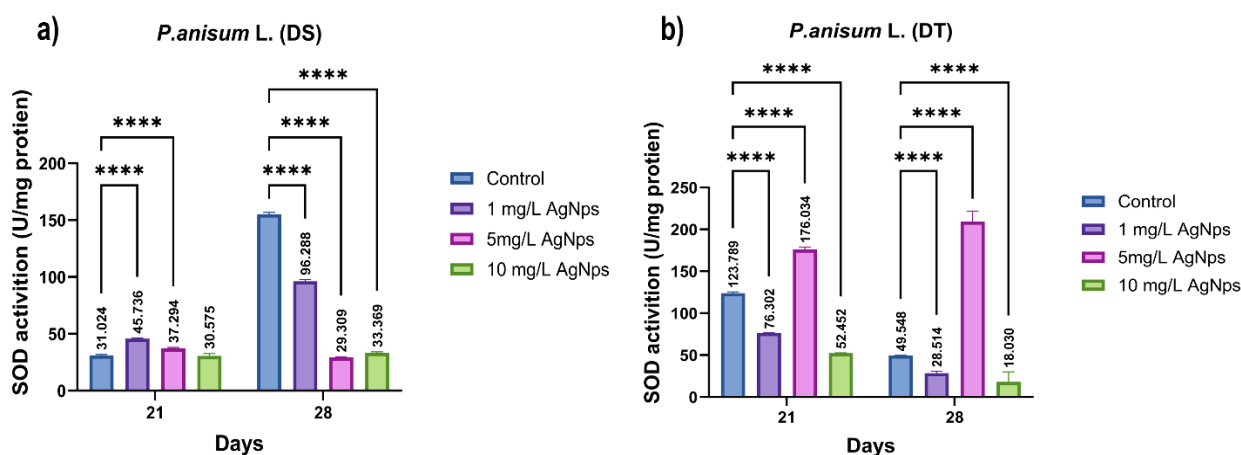 a)
P.anisum L. (DS)
****
****
****
****
****
SOD activition (U/mg protien)
200
150
100
50
0
31.024
45.736
37.294
30.575
96.288
29.309
33.369
21
28
Days
Control
1 mg/L AgNps
5mg/L AgNps
10 mg/L AgNps
b)
P.anisum L. (DT)
****
****
****
****
****
****
SOD activition (U/mg protien)
250
200
150
100
50
0
123.789
76.302
176.034
52.452
49.548
28.514
18.030
21
28
Days
Control
1 mg/L AgNps
5mg/L AgNps
10 mg/L AgNps